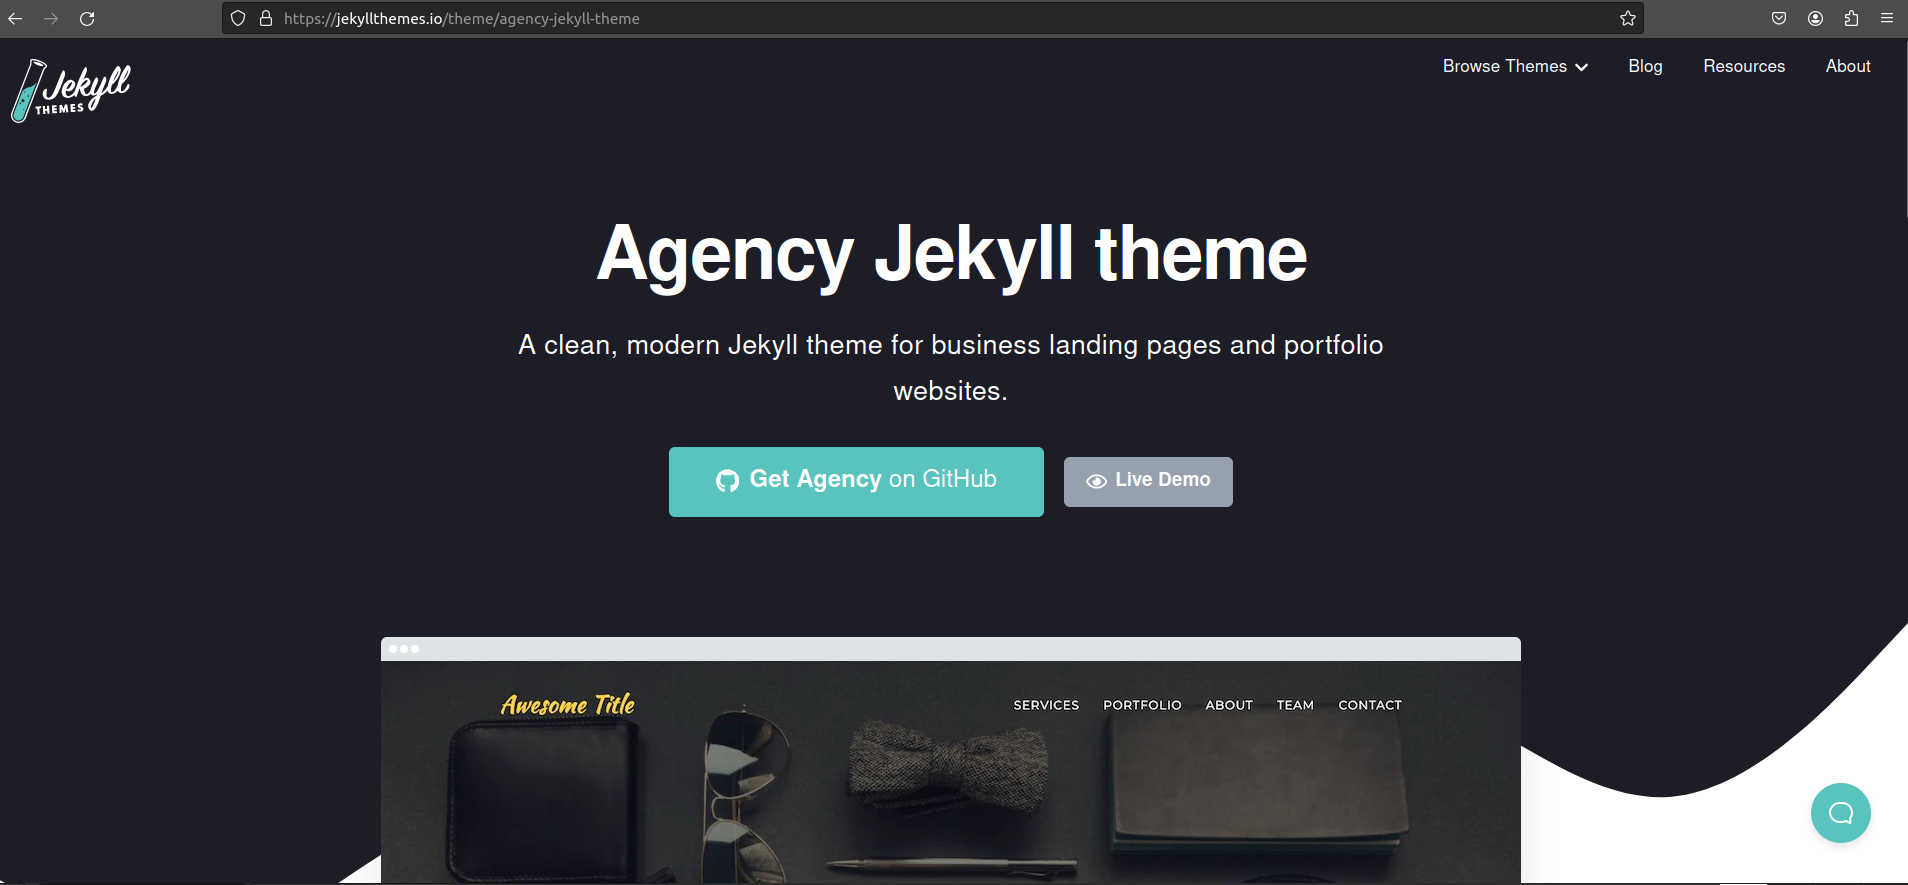 https://jekyllthemes.io/theme/agency-jekyll-theme
Jekyll
THEMES
Browse Themes
Blog
Resources
About
Agency Jekyll theme
A clean, modern Jekyll theme for business landing pages and portfolio
websites.
Get Agency on GitHub
Live Demo
Awesome Title
SERVICES
PORTFOLIO
ABOUT
TEAM
CONTACT